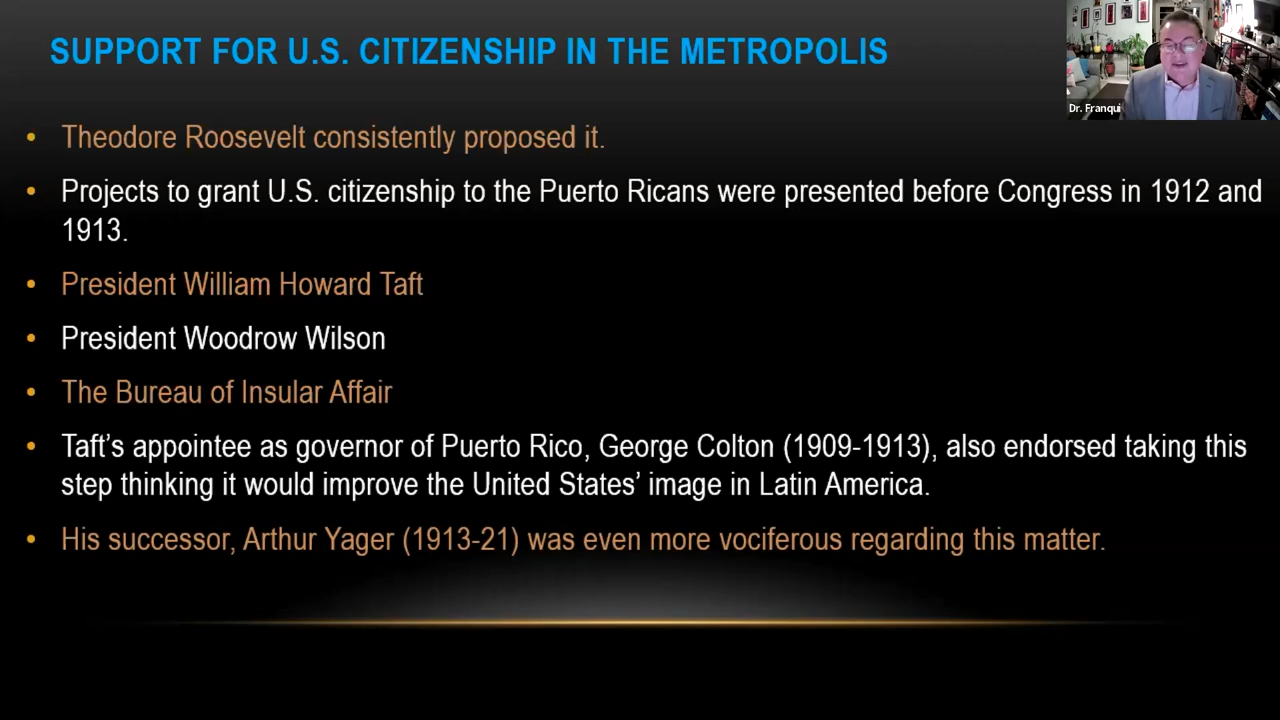 SUPPORT FOR U.S. CITIZENSHIP IN THE METROPOLIS
Dr. Franqui
• Theodore Roosevelt consistently proposed it.
• Projects to grant U.S. citizenship to the Puerto Ricans were presented before Congress in 1912 and
1913.
• President William Howard Taft
• President Woodrow Wilson
• The Bureau of Insular Affair
• Taft’s appointee as governor of Puerto Rico, George Colton (1909-1913), also endorsed taking this
step thinking it would improve the United States’ image in Latin America.
• His successor, Arthur Yager (1913-21) was even more vociferous regarding this matter.